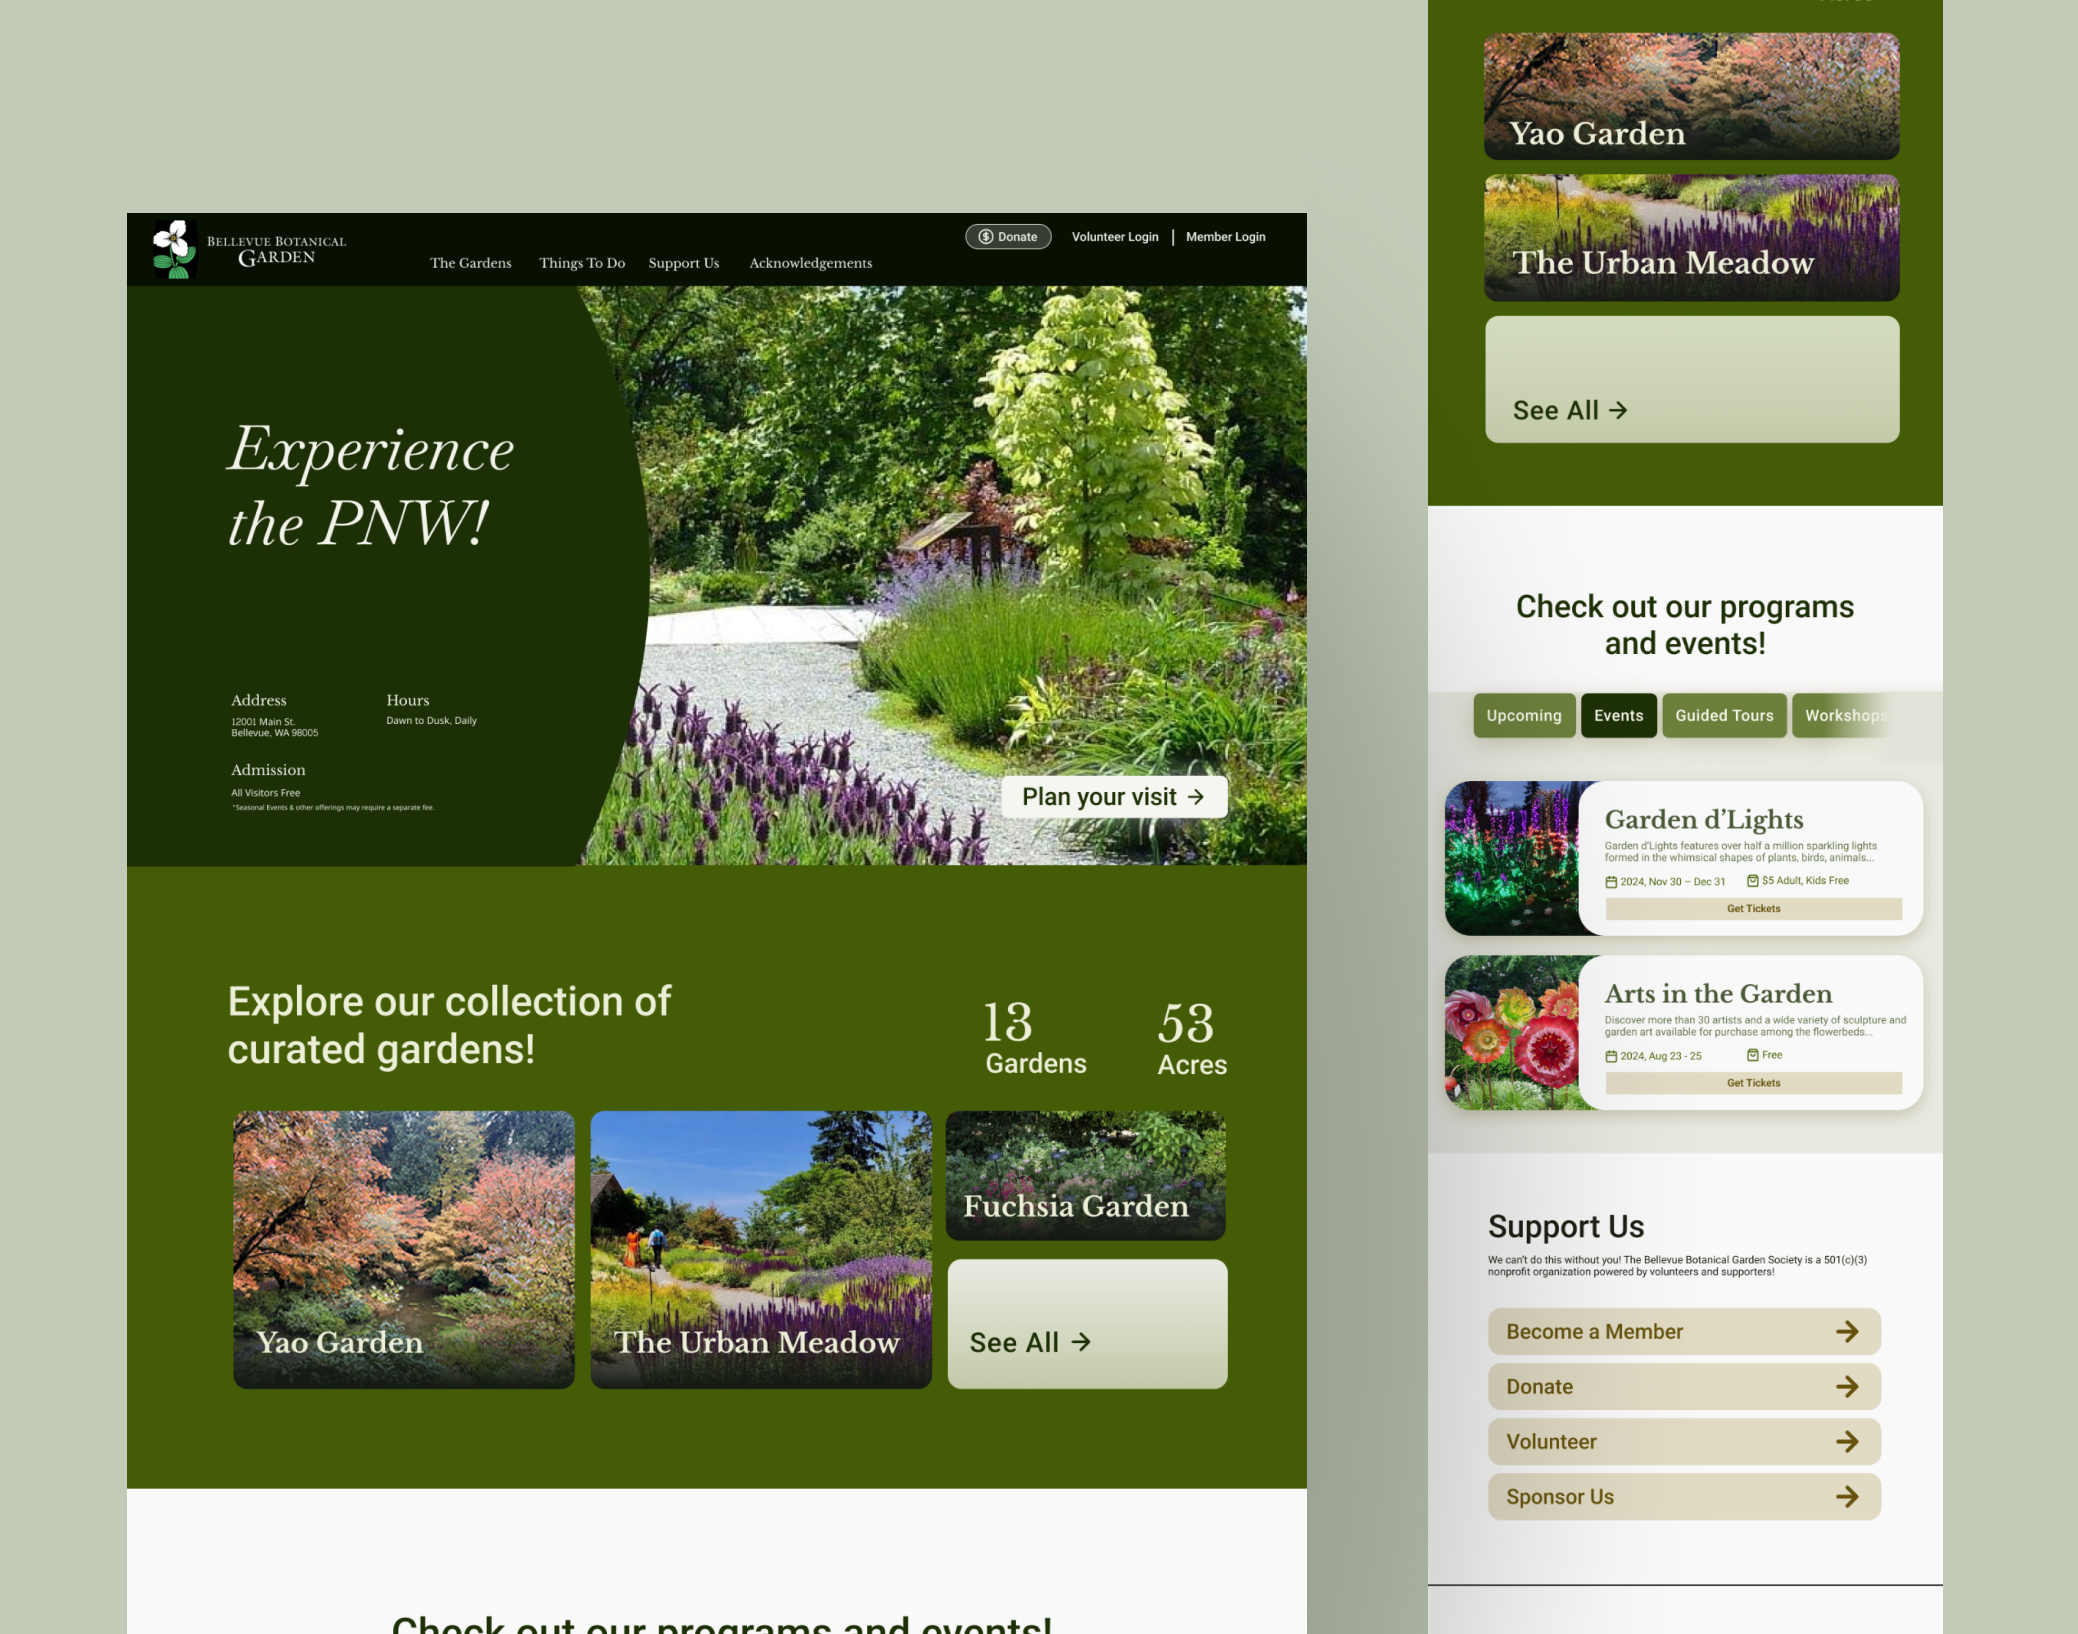 BELLEVUE BOTANICAL
GARDEN
Donate
Volunteer Login
Member Login
The Gardens
Things To Do
Support Us
Acknowledgements
Experience
the PNW!
Address
12001 Main St.
Bellevue, WA 98005
Hours
Dawn to Dusk, Daily
Admission
All Visitors Free
*Seasonal Events & other offerings may require a separate fee.
Plan your visit →
Explore our collection of
curated gardens!
13
Gardens
53
Acres
Yao Garden
The Urban Meadow
Fuchsia Garden
See All →
Check out our programs and events!
Yao Garden
The Urban Meadow
See All →
Check out our programs
and events!
Upcoming
Events
Guided Tours
Workshops
Garden d’Lights
Garden d’Lights features over half a million sparkling lights
formed in the whimsical shapes of plants, birds, animals...
2024, Nov 30 – Dec 31
$5 Adult, Kids Free
Get Tickets
Arts in the Garden
Discover more than 30 artists and a wide variety of sculpture and
garden art available for purchase among the flowerbeds...
2024, Aug 23 - 25
Free
Get Tickets
Support Us
We can’t do this without you! The Bellevue Botanical Garden Society is a 501(c)(3)
nonprofit organization powered by volunteers and supporters!
Become a Member →
Donate →
Volunteer →
Sponsor Us →